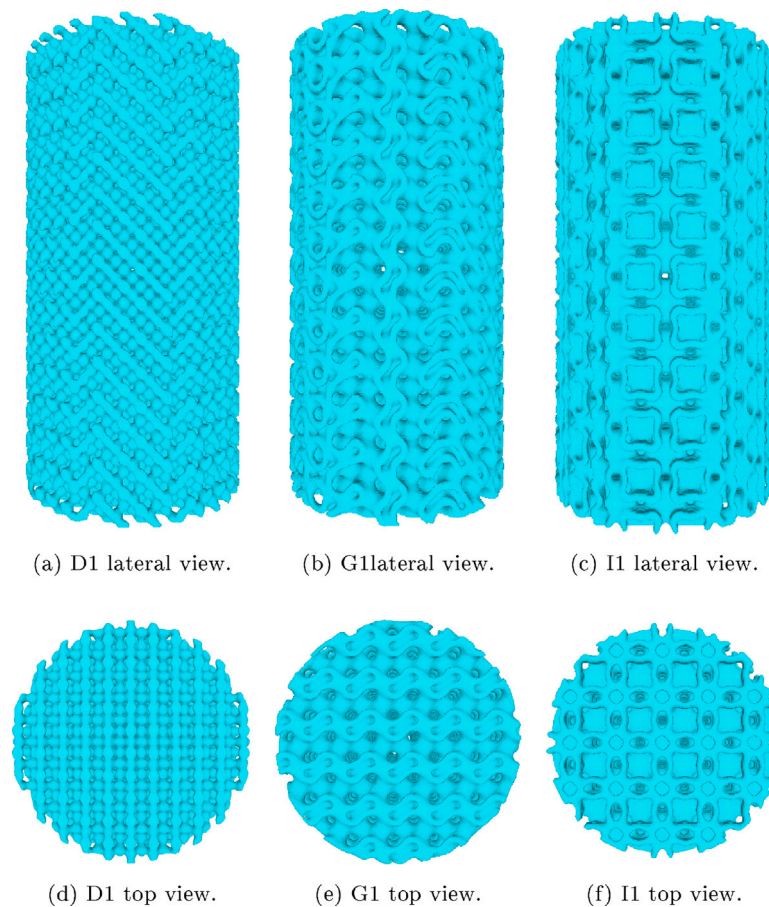 (a) D1 lateral view.
(b) G1lateral view.
(c) I1 lateral view.
(d) D1 top view.
(e) G1 top view.
(f) I1 top view.